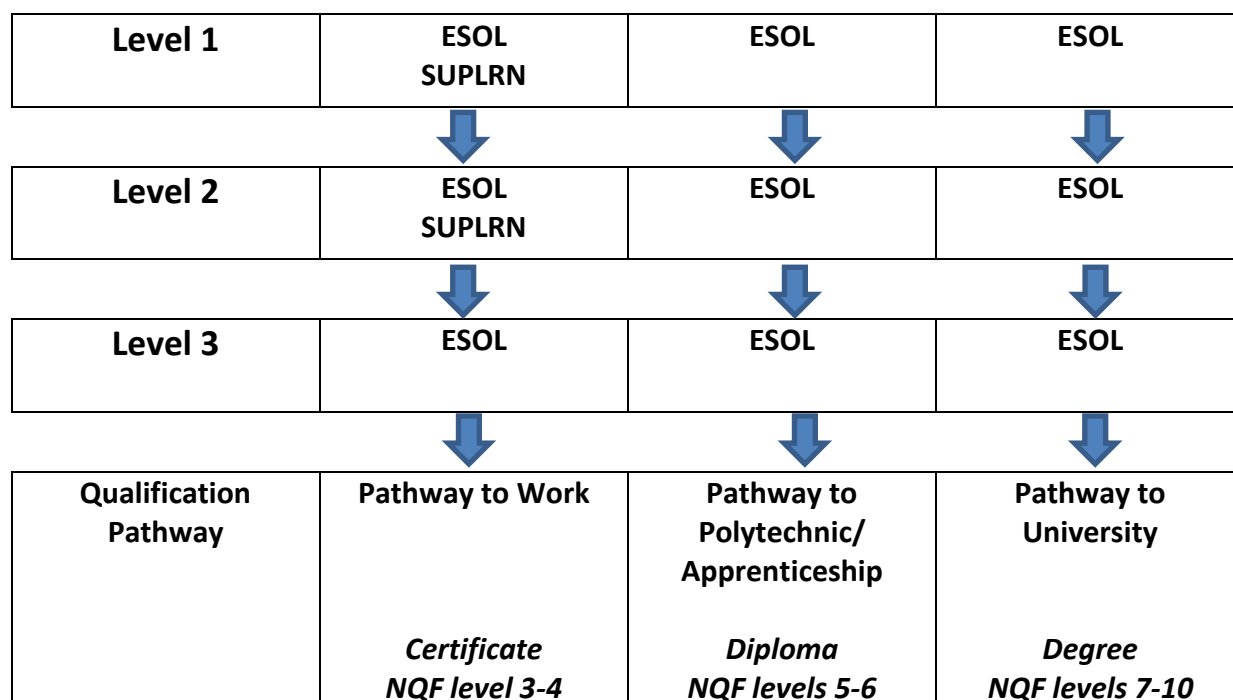 Level 1 ESOL ESOL ESOL
SUPLRN
Level 2 ESOL ESOL ESOL
SUPLRN
Level 3 ESOL ESOL ESOL
Qualification Pathway to Work Pathway to Pathway to
Pathway Polytechnic/ University
Apprenticeship
Certificate Diploma Degree
NQF level 3-4 NQF levels 5-6 NQF levels 7-10